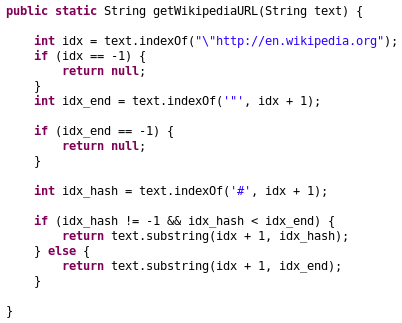 public static String getWikipediaURL(String text) {
int idx = text.indexOf("\"http://en.wikipedia.org");
if (idx == -1) {
return null;
}
int idx_end = text.indexOf('"', idx + 1);
if (idx_end == -1) {
return null;
}
int idx_hash = text.indexOf('#', idx + 1);
if (idx_hash != -1 && idx_hash < idx_end) {
return text.substring(idx + 1, idx_hash);
} else {
return text.substring(idx + 1, idx_end);
}
}